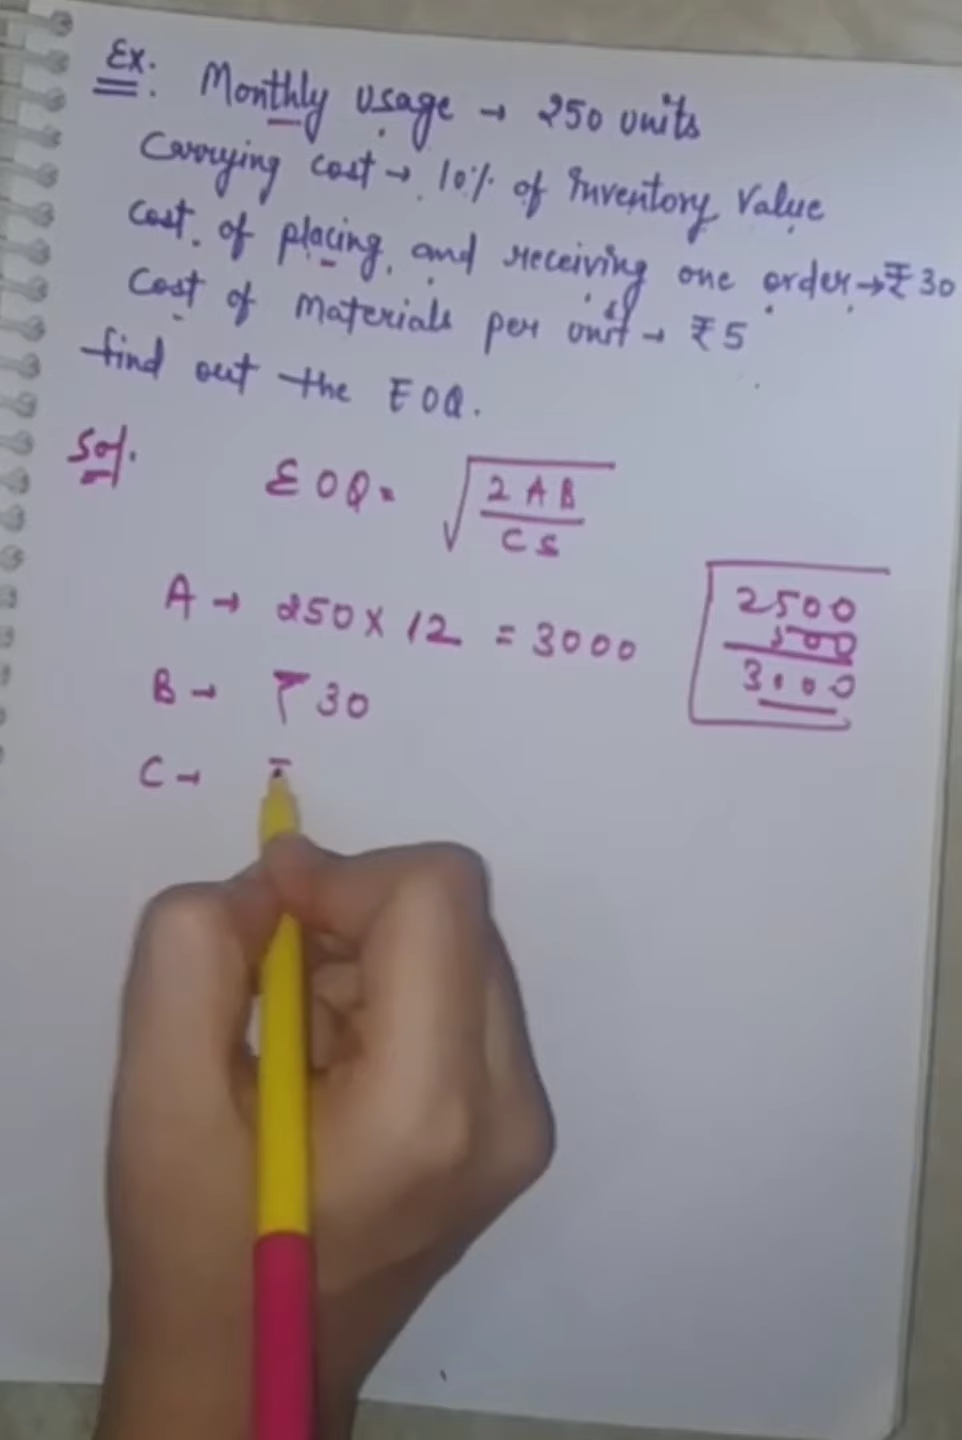 Ex: Monthly usage → 250 units
Carrying cost → 10% of Inventory Value
Cost of placing and receiving one order → ₹30
Cost of Materials per unit → ₹5
find out the EOQ.
Sol.
EOQ = √ 2AB
CS
A → 250 × 12 = 3000
2500
500
3000
B → ₹30
C →